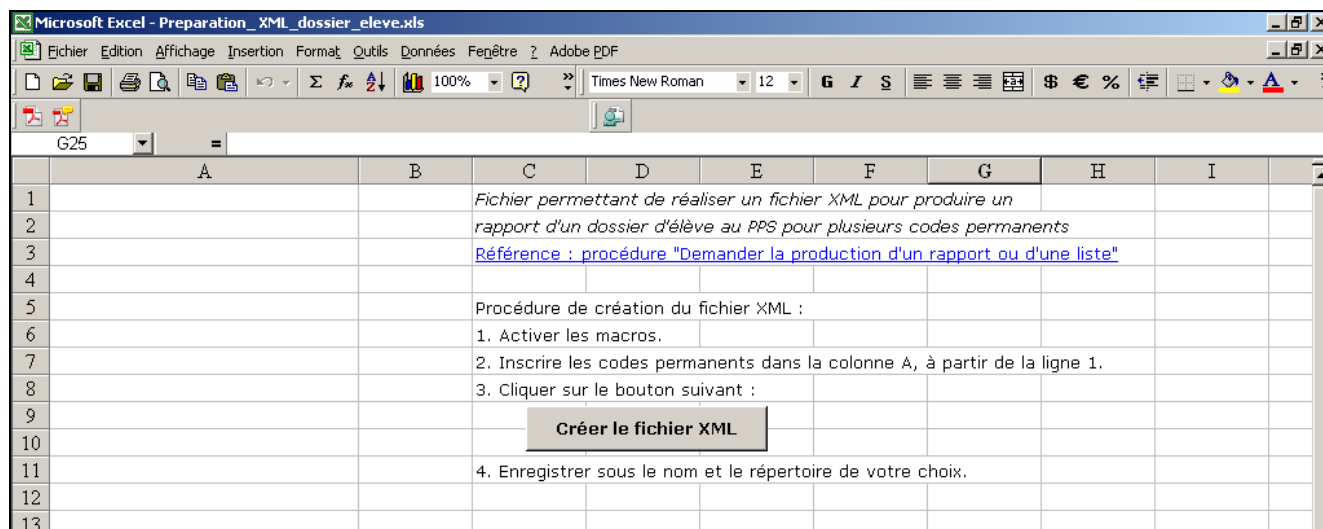 Microsoft Excel - Preparation_ XML_dossier_eleve.xls
Fichier Edition Affichage Insertion Format Outils Données Fenêtre ? Adobe PDF
Σ fx 100% Times New Roman 12 G I S $ € % A
G25 =
A B C D E F G H I
1 Fichier permettant de réaliser un fichier XML pour produire un
2 rapport d'un dossier d'élève au PPS pour plusieurs codes permanents
3 Référence : procédure "Demander la production d'un rapport ou d'une liste"
4
5 Procédure de création du fichier XML :
6 1. Activer les macros.
7 2. Inscrire les codes permanents dans la colonne A, à partir de la ligne 1.
8 3. Cliquer sur le bouton suivant :
9
Créer le fichier XML
10
11 4. Enregistrer sous le nom et le répertoire de votre choix.
12
13